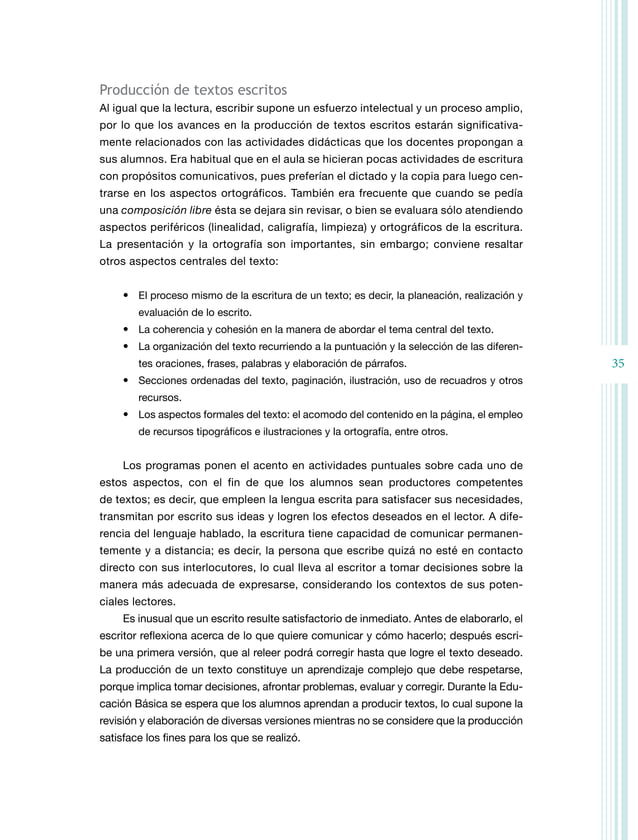 Producción de textos escritos
Al igual que la lectura, escribir supone un esfuerzo intelectual y un proceso amplio,
por lo que los avances en la producción de textos escritos estarán significativa-
mente relacionados con las actividades didácticas que los docentes propongan a
sus alumnos. Era habitual que en el aula se hicieran pocas actividades de escritura
con propósitos comunicativos, pues preferían el dictado y la copia para luego cen-
trarse en los aspectos ortográficos. También era frecuente que cuando se pedía
una composición libre ésta se dejara sin revisar, o bien se evaluara sólo atendiendo
aspectos periféricos (linealidad, caligrafía, limpieza) y ortográficos de la escritura.
La presentación y la ortografía son importantes, sin embargo; conviene resaltar
otros aspectos centrales del texto:
• El proceso mismo de la escritura de un texto; es decir, la planeación, realización y
evaluación de lo escrito.
• La coherencia y cohesión en la manera de abordar el tema central del texto.
• La organización del texto recurriendo a la puntuación y la selección de las diferen-
tes oraciones, frases, palabras y elaboración de párrafos.
35
• Secciones ordenadas del texto, paginación, ilustración, uso de recuadros y otros
recursos.
• Los aspectos formales del texto: el acomodo del contenido en la página, el empleo
de recursos tipográficos e ilustraciones y la ortografía, entre otros.
Los programas ponen el acento en actividades puntuales sobre cada uno de
estos aspectos, con el fin de que los alumnos sean productores competentes
de textos; es decir, que empleen la lengua escrita para satisfacer sus necesidades,
transmitan por escrito sus ideas y logren los efectos deseados en el lector. A dife-
rencia del lenguaje hablado, la escritura tiene capacidad de comunicar permanen-
temente y a distancia; es decir, la persona que escribe quizá no esté en contacto
directo con sus interlocutores, lo cual lleva al escritor a tomar decisiones sobre la
manera más adecuada de expresarse, considerando los contextos de sus poten-
ciales lectores.
Es inusual que un escrito resulte satisfactorio de inmediato. Antes de elaborarlo, el
escritor reflexiona acerca de lo que quiere comunicar y cómo hacerlo; después escri-
be una primera versión, que al releer podrá corregir hasta que logre el texto deseado.
La producción de un texto constituye un aprendizaje complejo que debe respetarse,
porque implica tomar decisiones, afrontar problemas, evaluar y corregir. Durante la Edu-
cación Básica se espera que los alumnos aprendan a producir textos, lo cual supone la
revisión y elaboración de diversas versiones mientras no se considere que la producción
satisface los fines para los que se realizó.